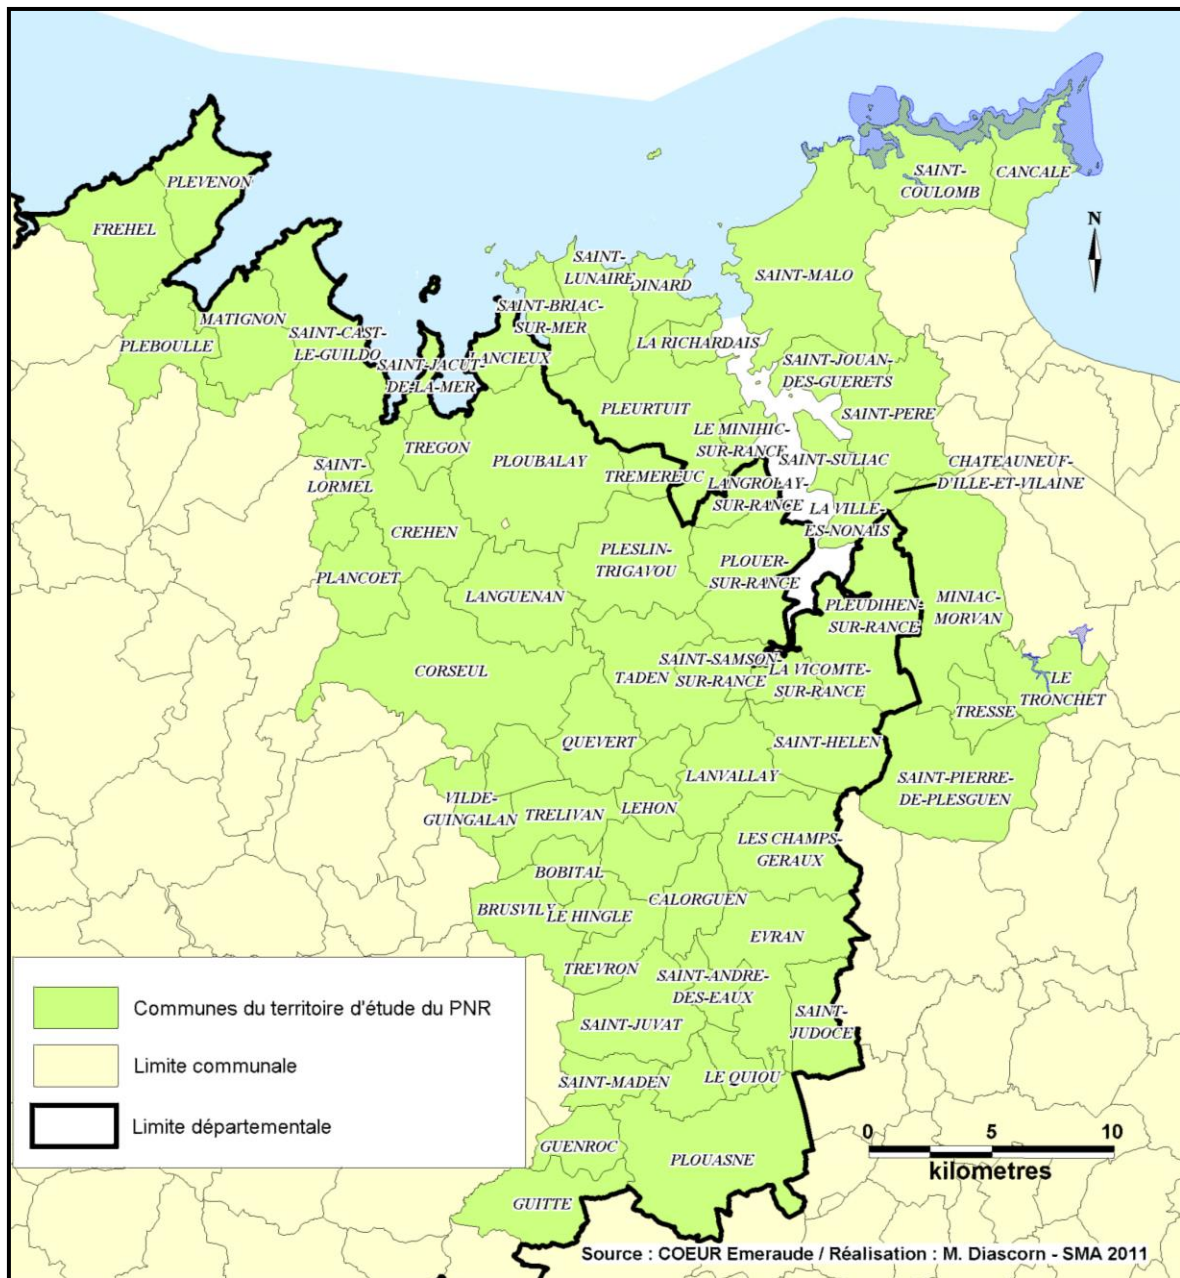 SAINT-
COULOMB
CANCALE
PLEVENON
FREHEL
N
SAINT-
LUNAIRE
DINARD
SAINT-MALO
SAINT-BRIAC-
SUR-MER
MATIGNON
SAINT-CAST-
LE-GUILDO
PLEBOULLE
LA RICHARDAIS
SAINT-JACUT-
DE-LA-MER
LANCIEUX
SAINT-JOUAN-
DES-GUERETS
PLEURTUIT
SAINT-PERE
LE MINIHIC-
SUR-RANCE
TREGON
PLOUBALAY
SAINT-SULIAC
CHATEAUNEUF-
D'ILLE-ET-VILAINE
SAINT-
LORMEL
TREMEREUC
LANGROLAY-
SUR-RANCE
LA VILLE-
ES-NONAIS
CREHEN
PLESLIN-
TRIGAVOU
PLOUER-
SUR-RANCE
PLANCOET
LANGUENAN
PLEUDIHEN-
SUR-RANCE
MINIAC-
MORVAN
CORSEUL
TADEN
SAINT-SAMSON-
SUR-RANCE
LA VICOMTE-
SUR-RANCE
LE
TRONCHET
TRESSE
QUEVERT
SAINT-HELEN
LANVALLAY
SAINT-PIERRE-
DE-PLESGUEN
VILDE-
GUINGALAN
TRELIVAN
LEHON
LES CHAMPS-
GERAUX
BOBITAL
CALORGUEN
BRUSVILY
LE HINGLE
EVRAN
TREVRON
SAINT-ANDRE-
DES-EAUX
SAINT-JUVAT
SAINT-
JUDOCE
SAINT-MADEN
LE QUIOU
GUENROC
PLOUASNE
GUITTE
Communes du territoire d'étude du PNR
Limite communale
Limite départementale
0 5 10
kilometres
Source : COEUR Emeraude / Réalisation : M. Diascorn - SMA 2011